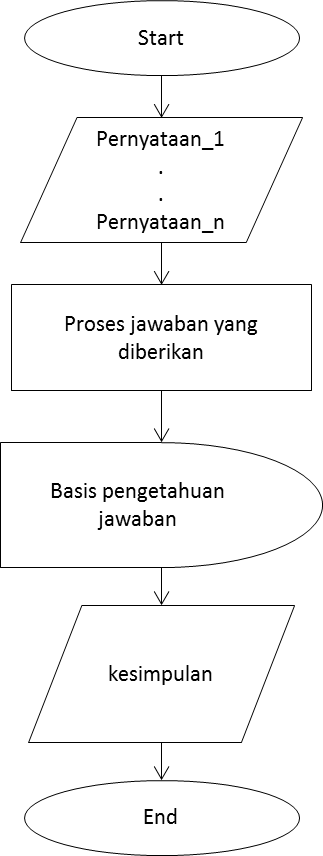 Start
Pernyataan_1
.
.
Pernyataan_n
Proses jawaban yang
diberikan
Basis pengetahuan
jawaban
kesimpulan
End